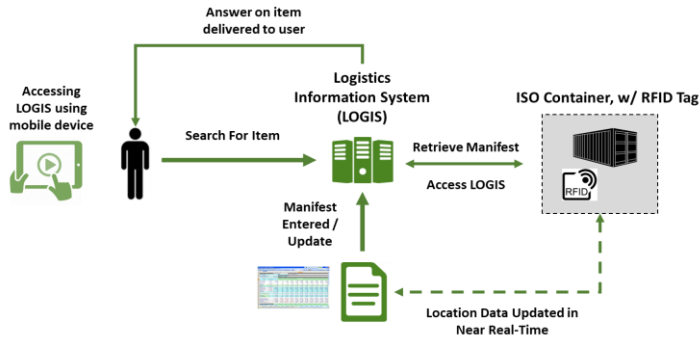 Answer on item
delivered to user
Accessing
LOGIS using
mobile device
Logistics
Information System
(LOGIS)
ISO Container, w/ RFID Tag
Search For Item
Retrieve Manifest
Access LOGIS
RFID
Manifest
Entered /
Update
Location Data Updated in
Near Real-Time